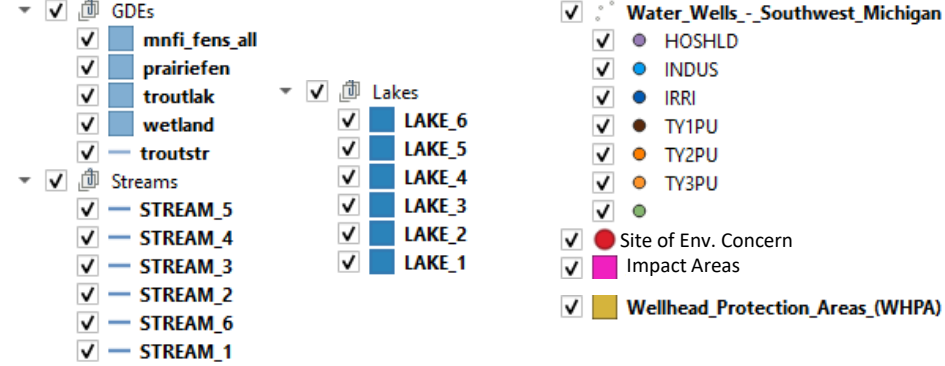 GDEs
mnfi_fens_all
prairiefen
troutlak
wetland
troutstr
Streams
STREAM_5
STREAM_4
STREAM_3
STREAM_2
STREAM_6
STREAM_1
Lakes
LAKE_6
LAKE_5
LAKE_4
LAKE_3
LAKE_2
LAKE_1
Water_Wells_-_Southwest_Michigan
HOSHLD
INDUS
IRRI
TY1PU
TY2PU
TY3PU
Site of Env. Concern
Impact Areas
Wellhead_Protection_Areas_(WHPA)